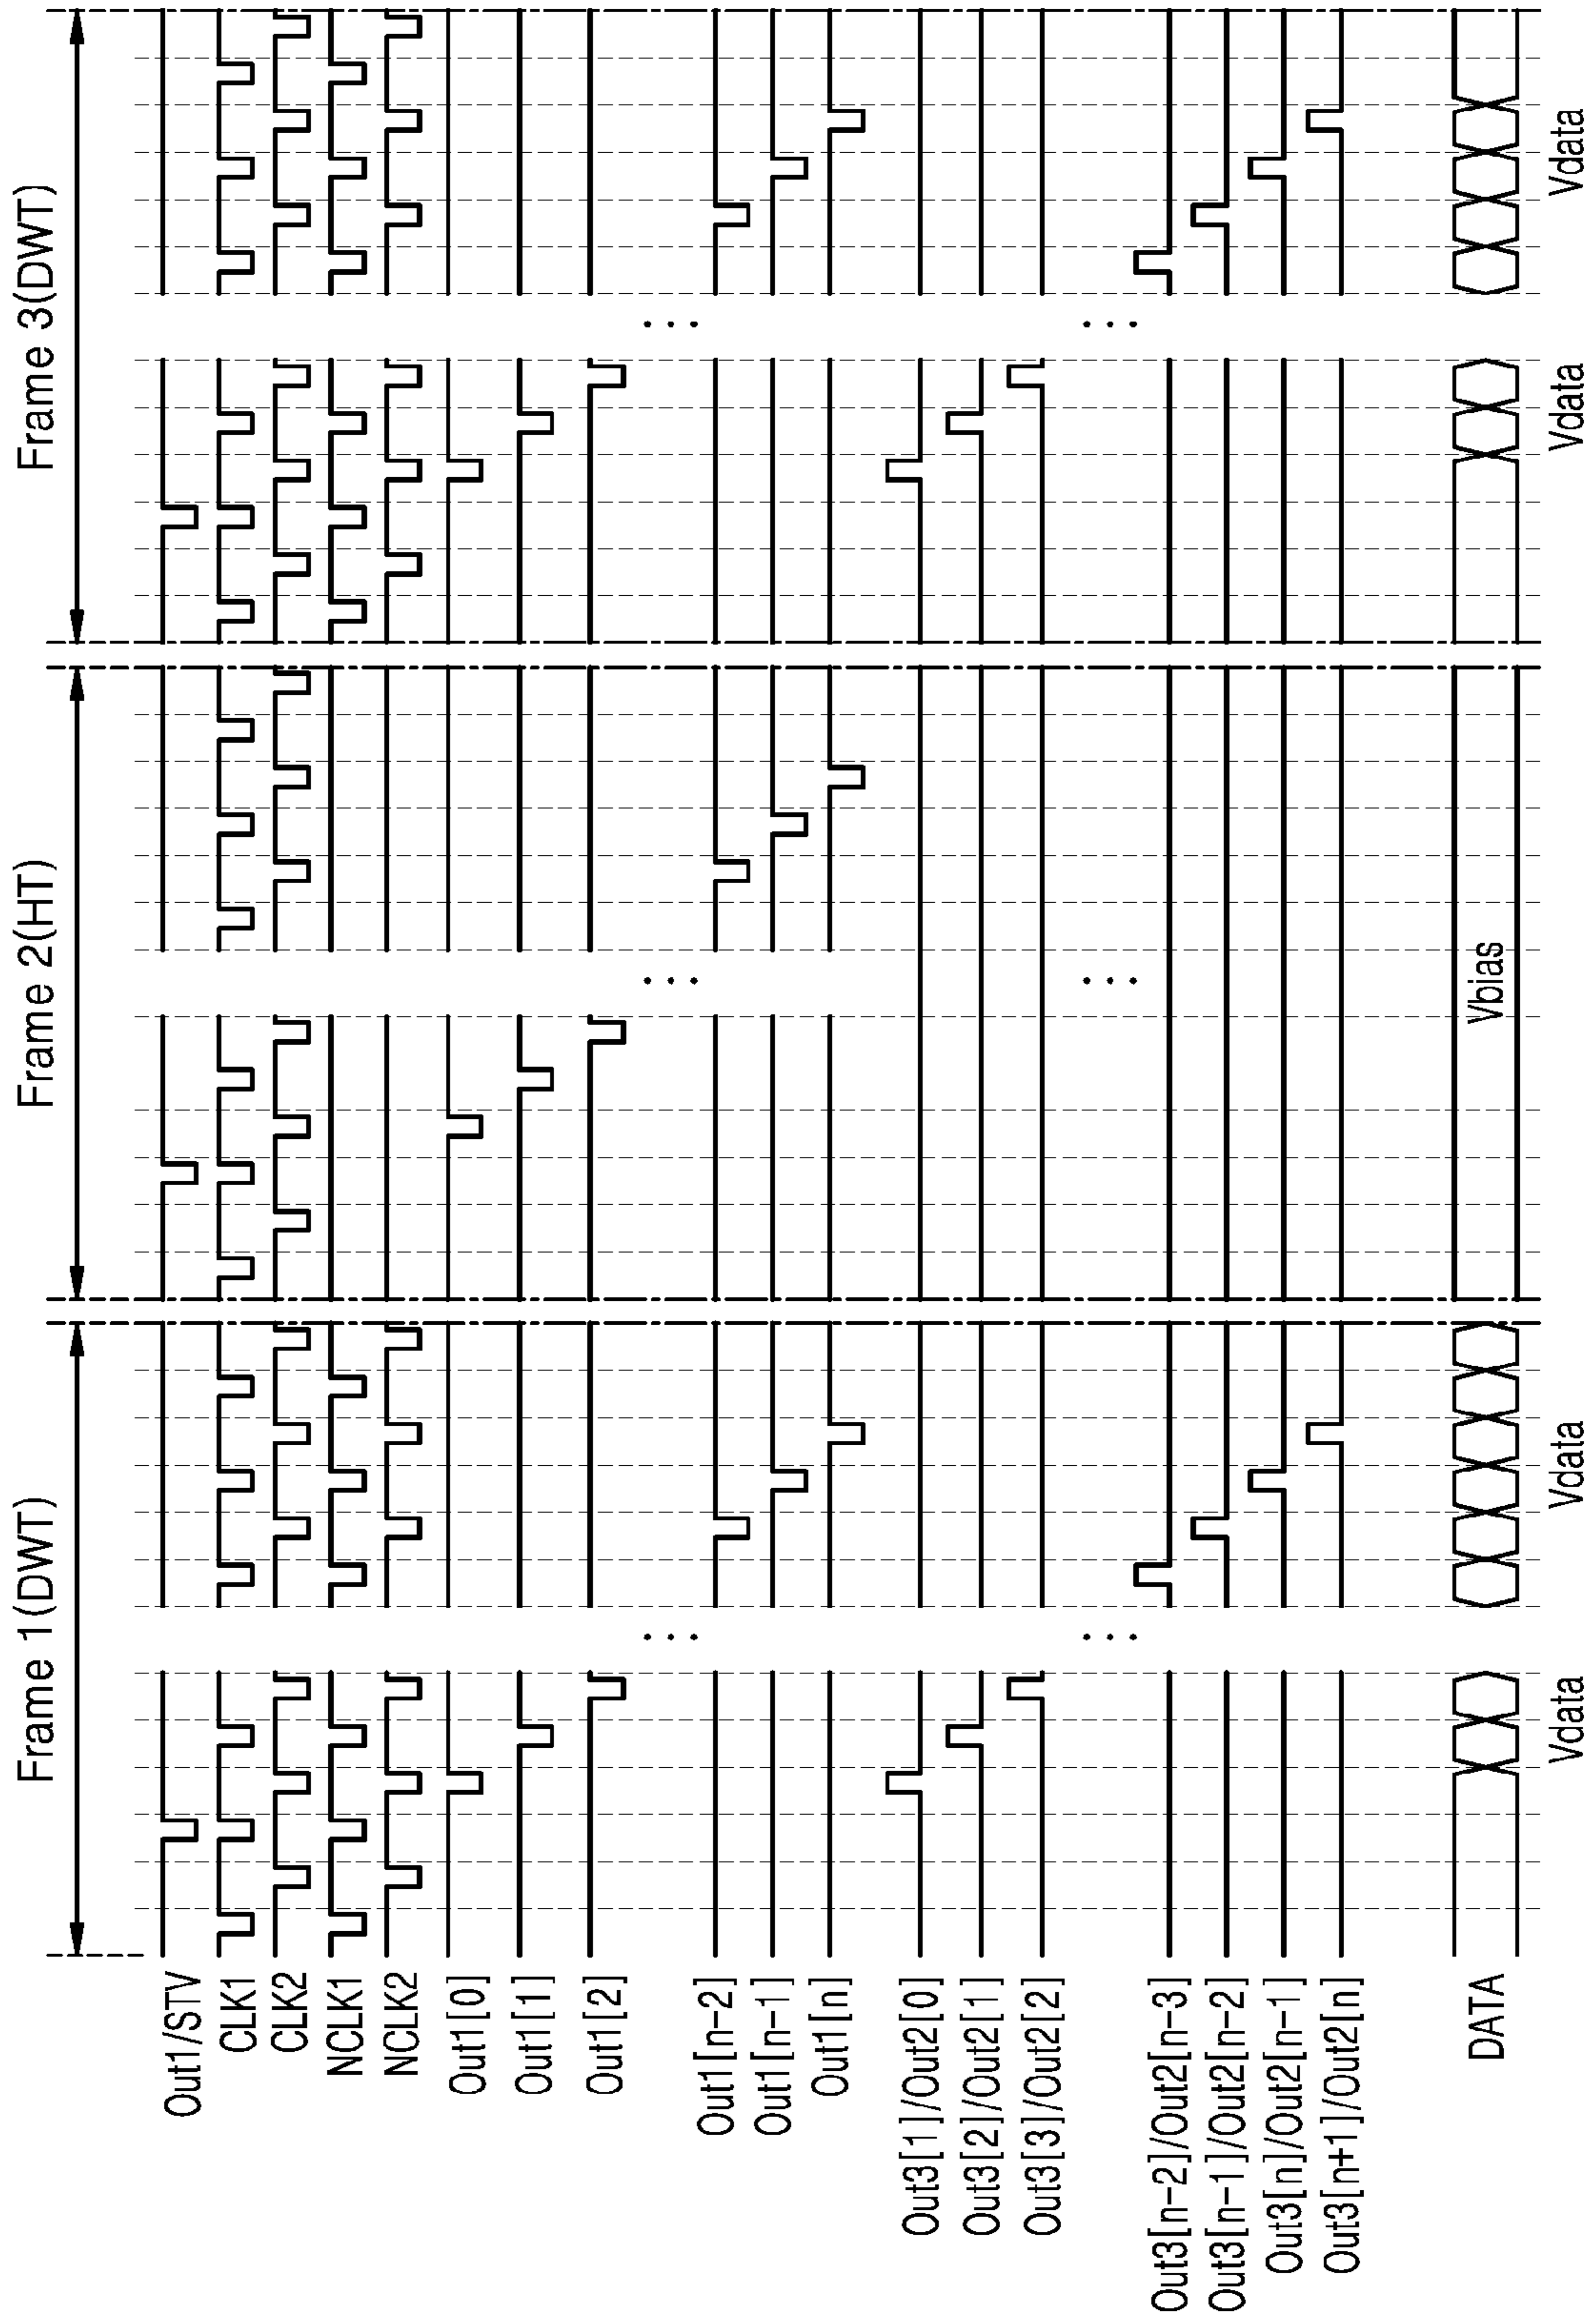 Frame 1(DWT)
Frame 2(HT)
Frame 3(DWT)
Out1/STV
CLK1
CLK2
NCLK1
NCLK2
Out1[0]
Out1[1]
Out1[2]
Out1[n-2]
Out1[n-1]
Out1[n]
Out3[1]/Out2[0]
Out3[2]/Out2[1]
Out3[3]/Out2[2]
Out3[n-2]/Out2[n-3]
Out3[n-1]/Out2[n-2]
Out3[n]/Out2[n-1]
Out3[n+1]/Out2[n]
DATA
Vbias
Vdata
Vdata
Vdata
Vdata